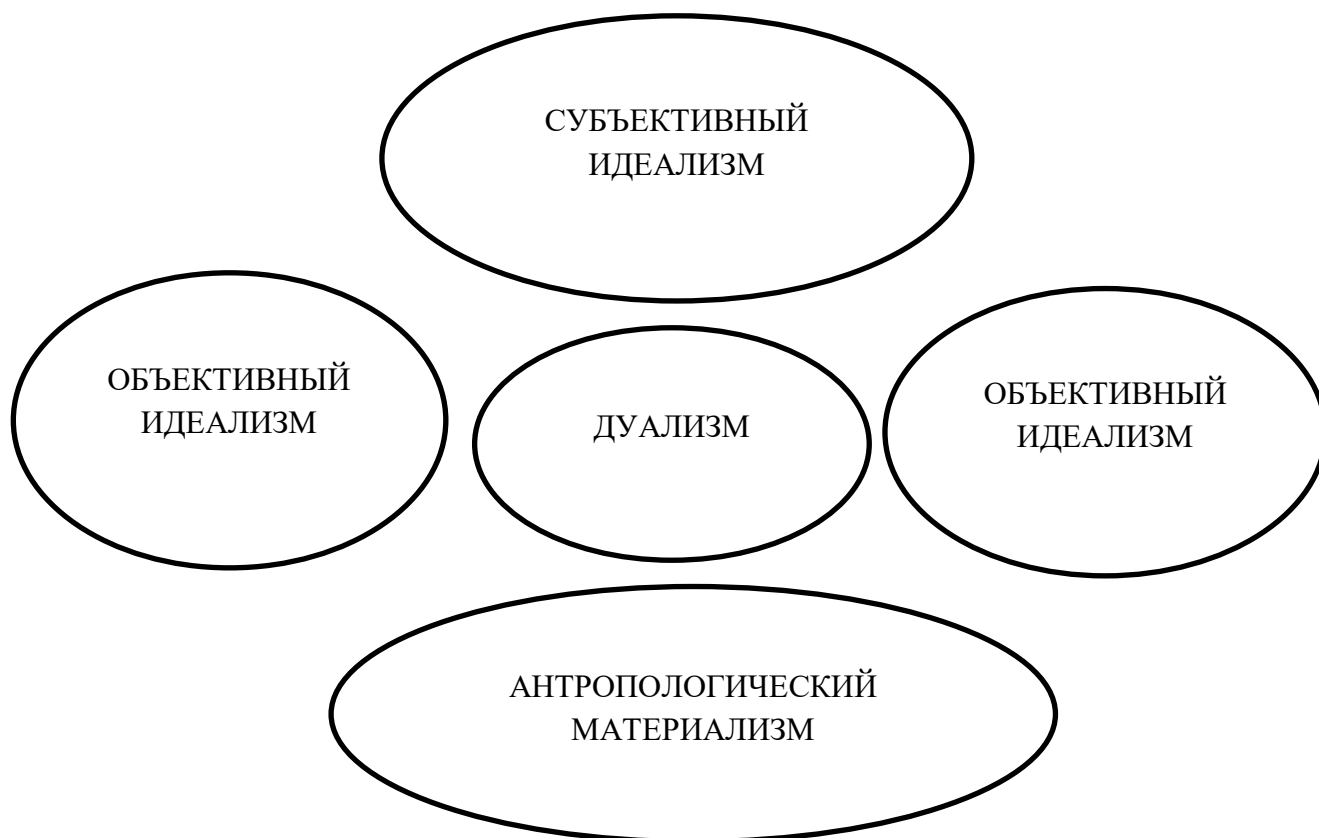 СУБЪЕКТИВНЫЙ
ИДЕАЛИЗМ
ОБЪЕКТИВНЫЙ
ИДЕАЛИЗМ
ДУАЛИЗМ
ОБЪЕКТИВНЫЙ
ИДЕАЛИЗМ
АНТРОПОЛОГИЧЕСКИЙ
МАТЕРИАЛИЗМ